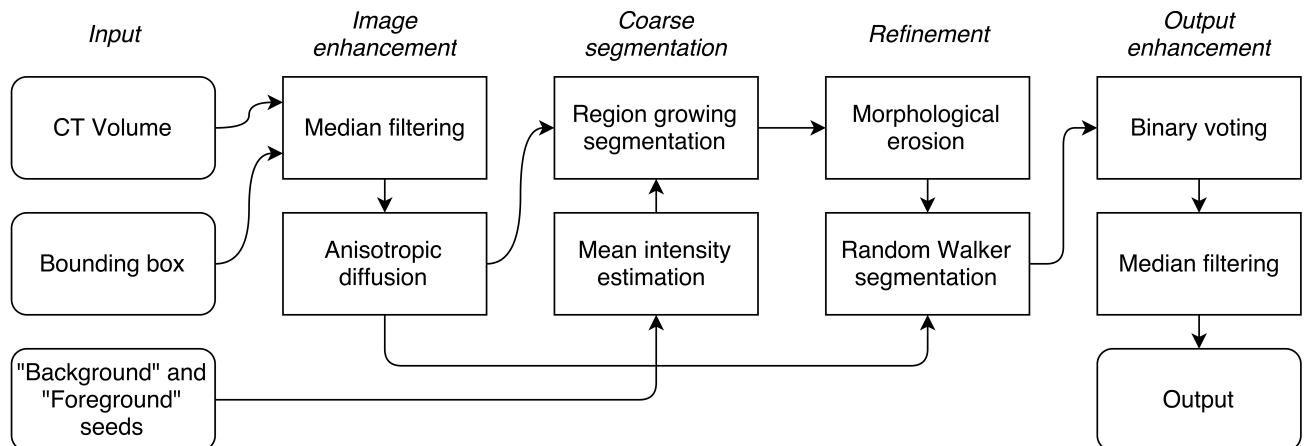 Input
Image
enhancement
Coarse
segmentation
Refinement
Output
enhancement
CT Volume
Median filtering
Region growing
segmentation
Morphological
erosion
Binary voting
Bounding box
Anisotropic
diffusion
Mean intensity
estimation
Random Walker
segmentation
Median filtering
"Background" and
"Foreground"
seeds
Output